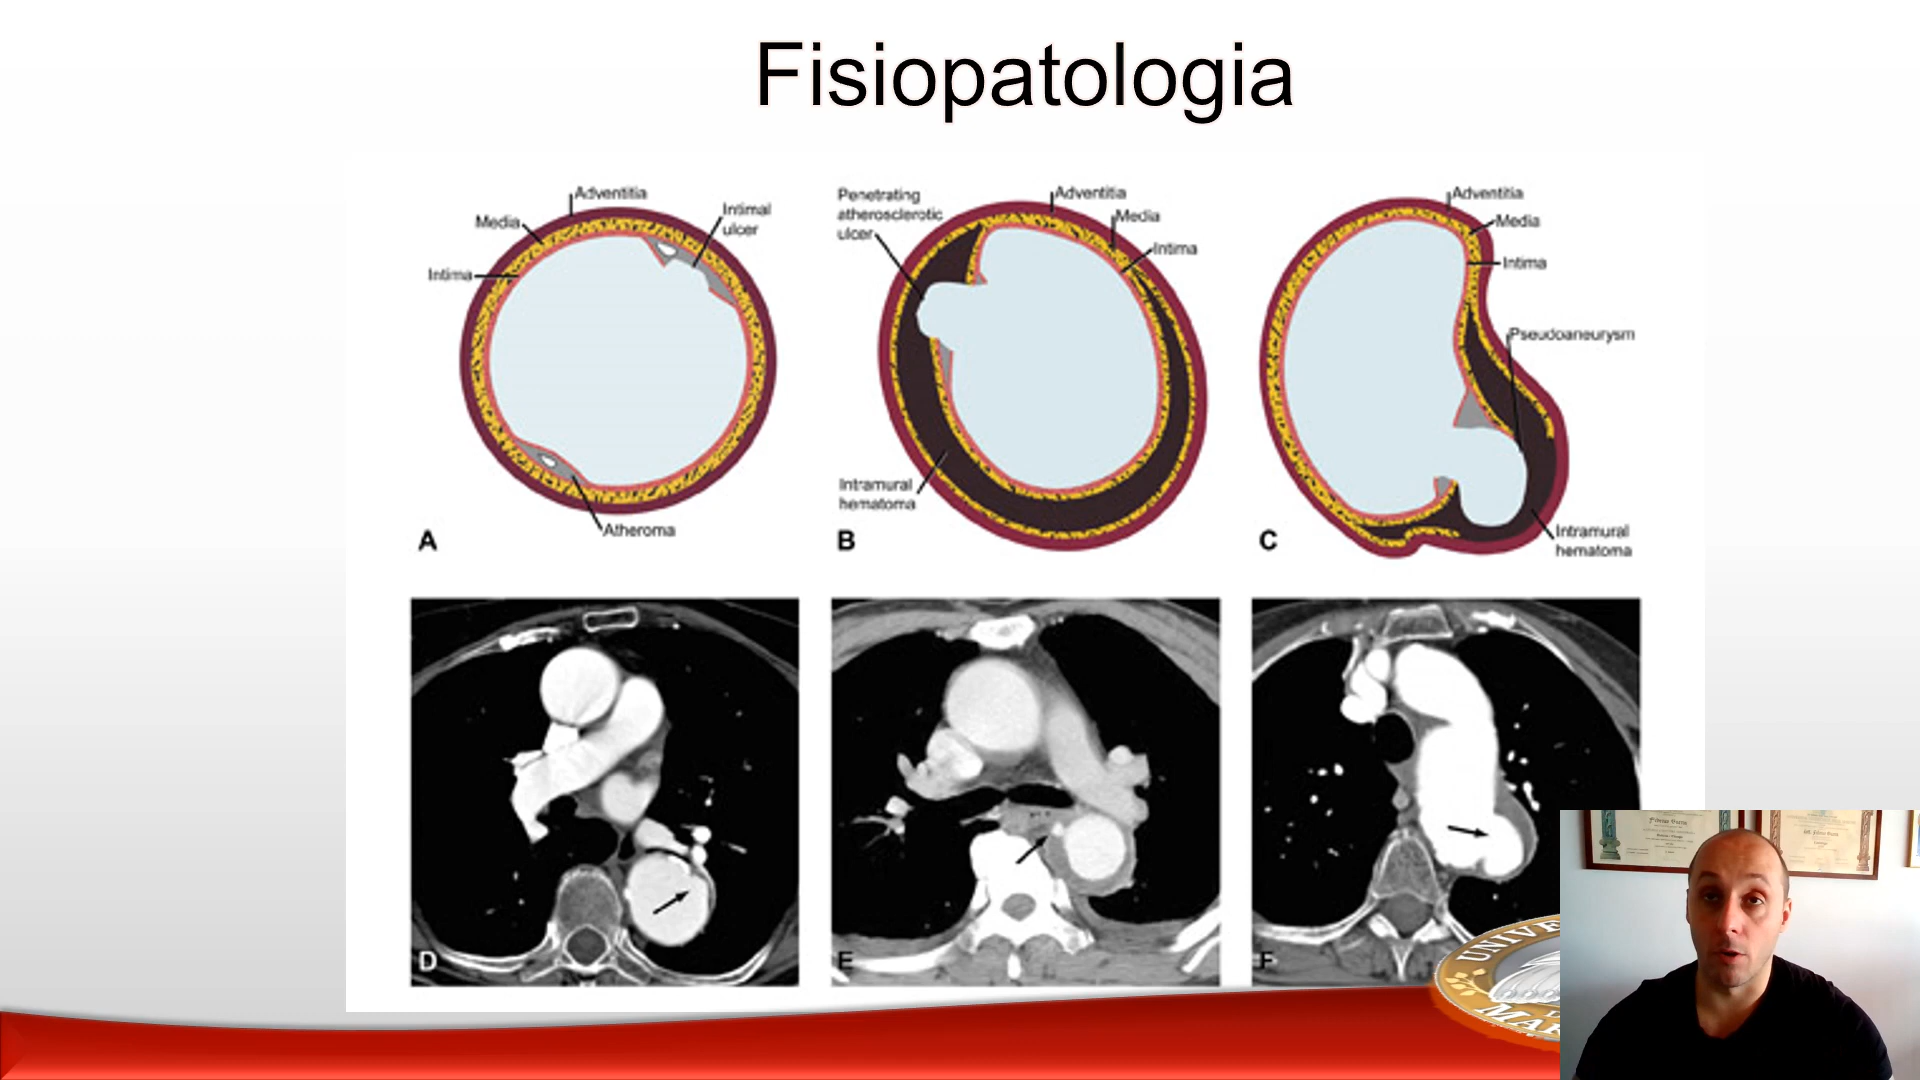 Fisiopatologia
Adventitia
Media
Intimal
ulcer
Intima
Atheroma
A
Penetrating
atherosclerotic
ulcer
Adventitia
Media
Intima
Intramural
hematoma
B
Adventitia
Media
Intima
Pseudoaneurysm
Intramural
hematoma
C
D
E
F